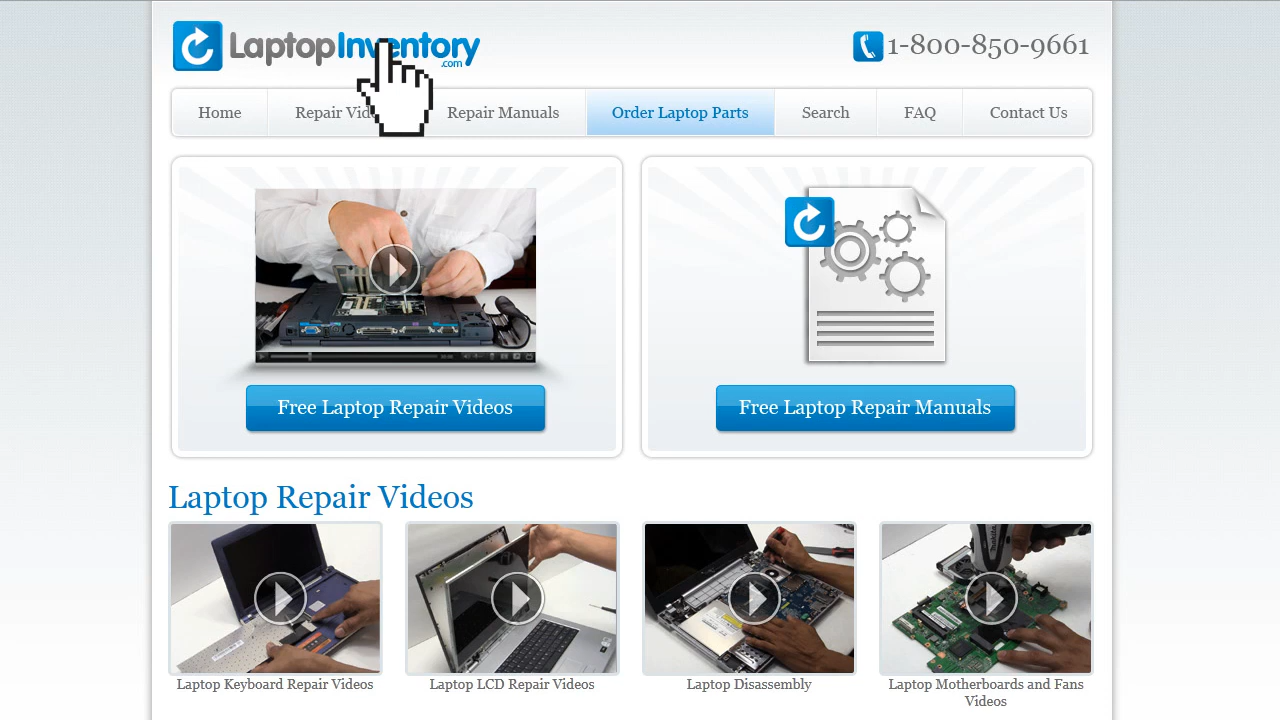 LaptopInventory
.com
1-800-850-9661
Home
Repair Manuals
Order Laptop Parts
Search
FAQ
Contact Us
Free Laptop Repair Videos
Free Laptop Repair Manuals
Laptop Repair Videos
Laptop Keyboard Repair Videos
Laptop LCD Repair Videos
Laptop Disassembly
Laptop Motherboards and Fans
Videos